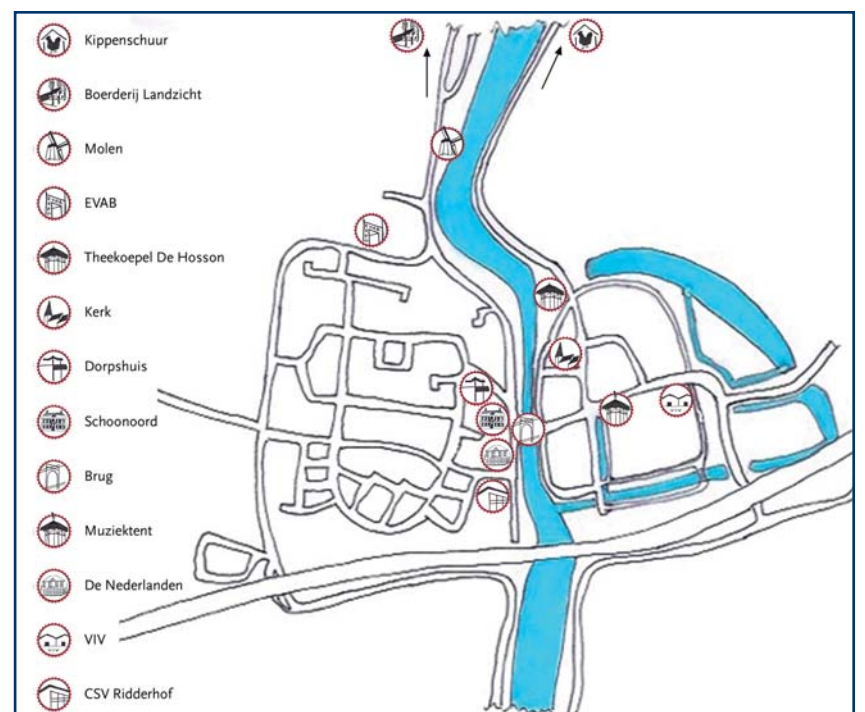 Kippenschuur
Boerderij Landzicht
Molen
EVAB
Theekoepel De Hosson
Kerk
Dorpshuis
Schoonoord
Brug
Muziektent
De Nederlanden
VIV
CSV Ridderhof